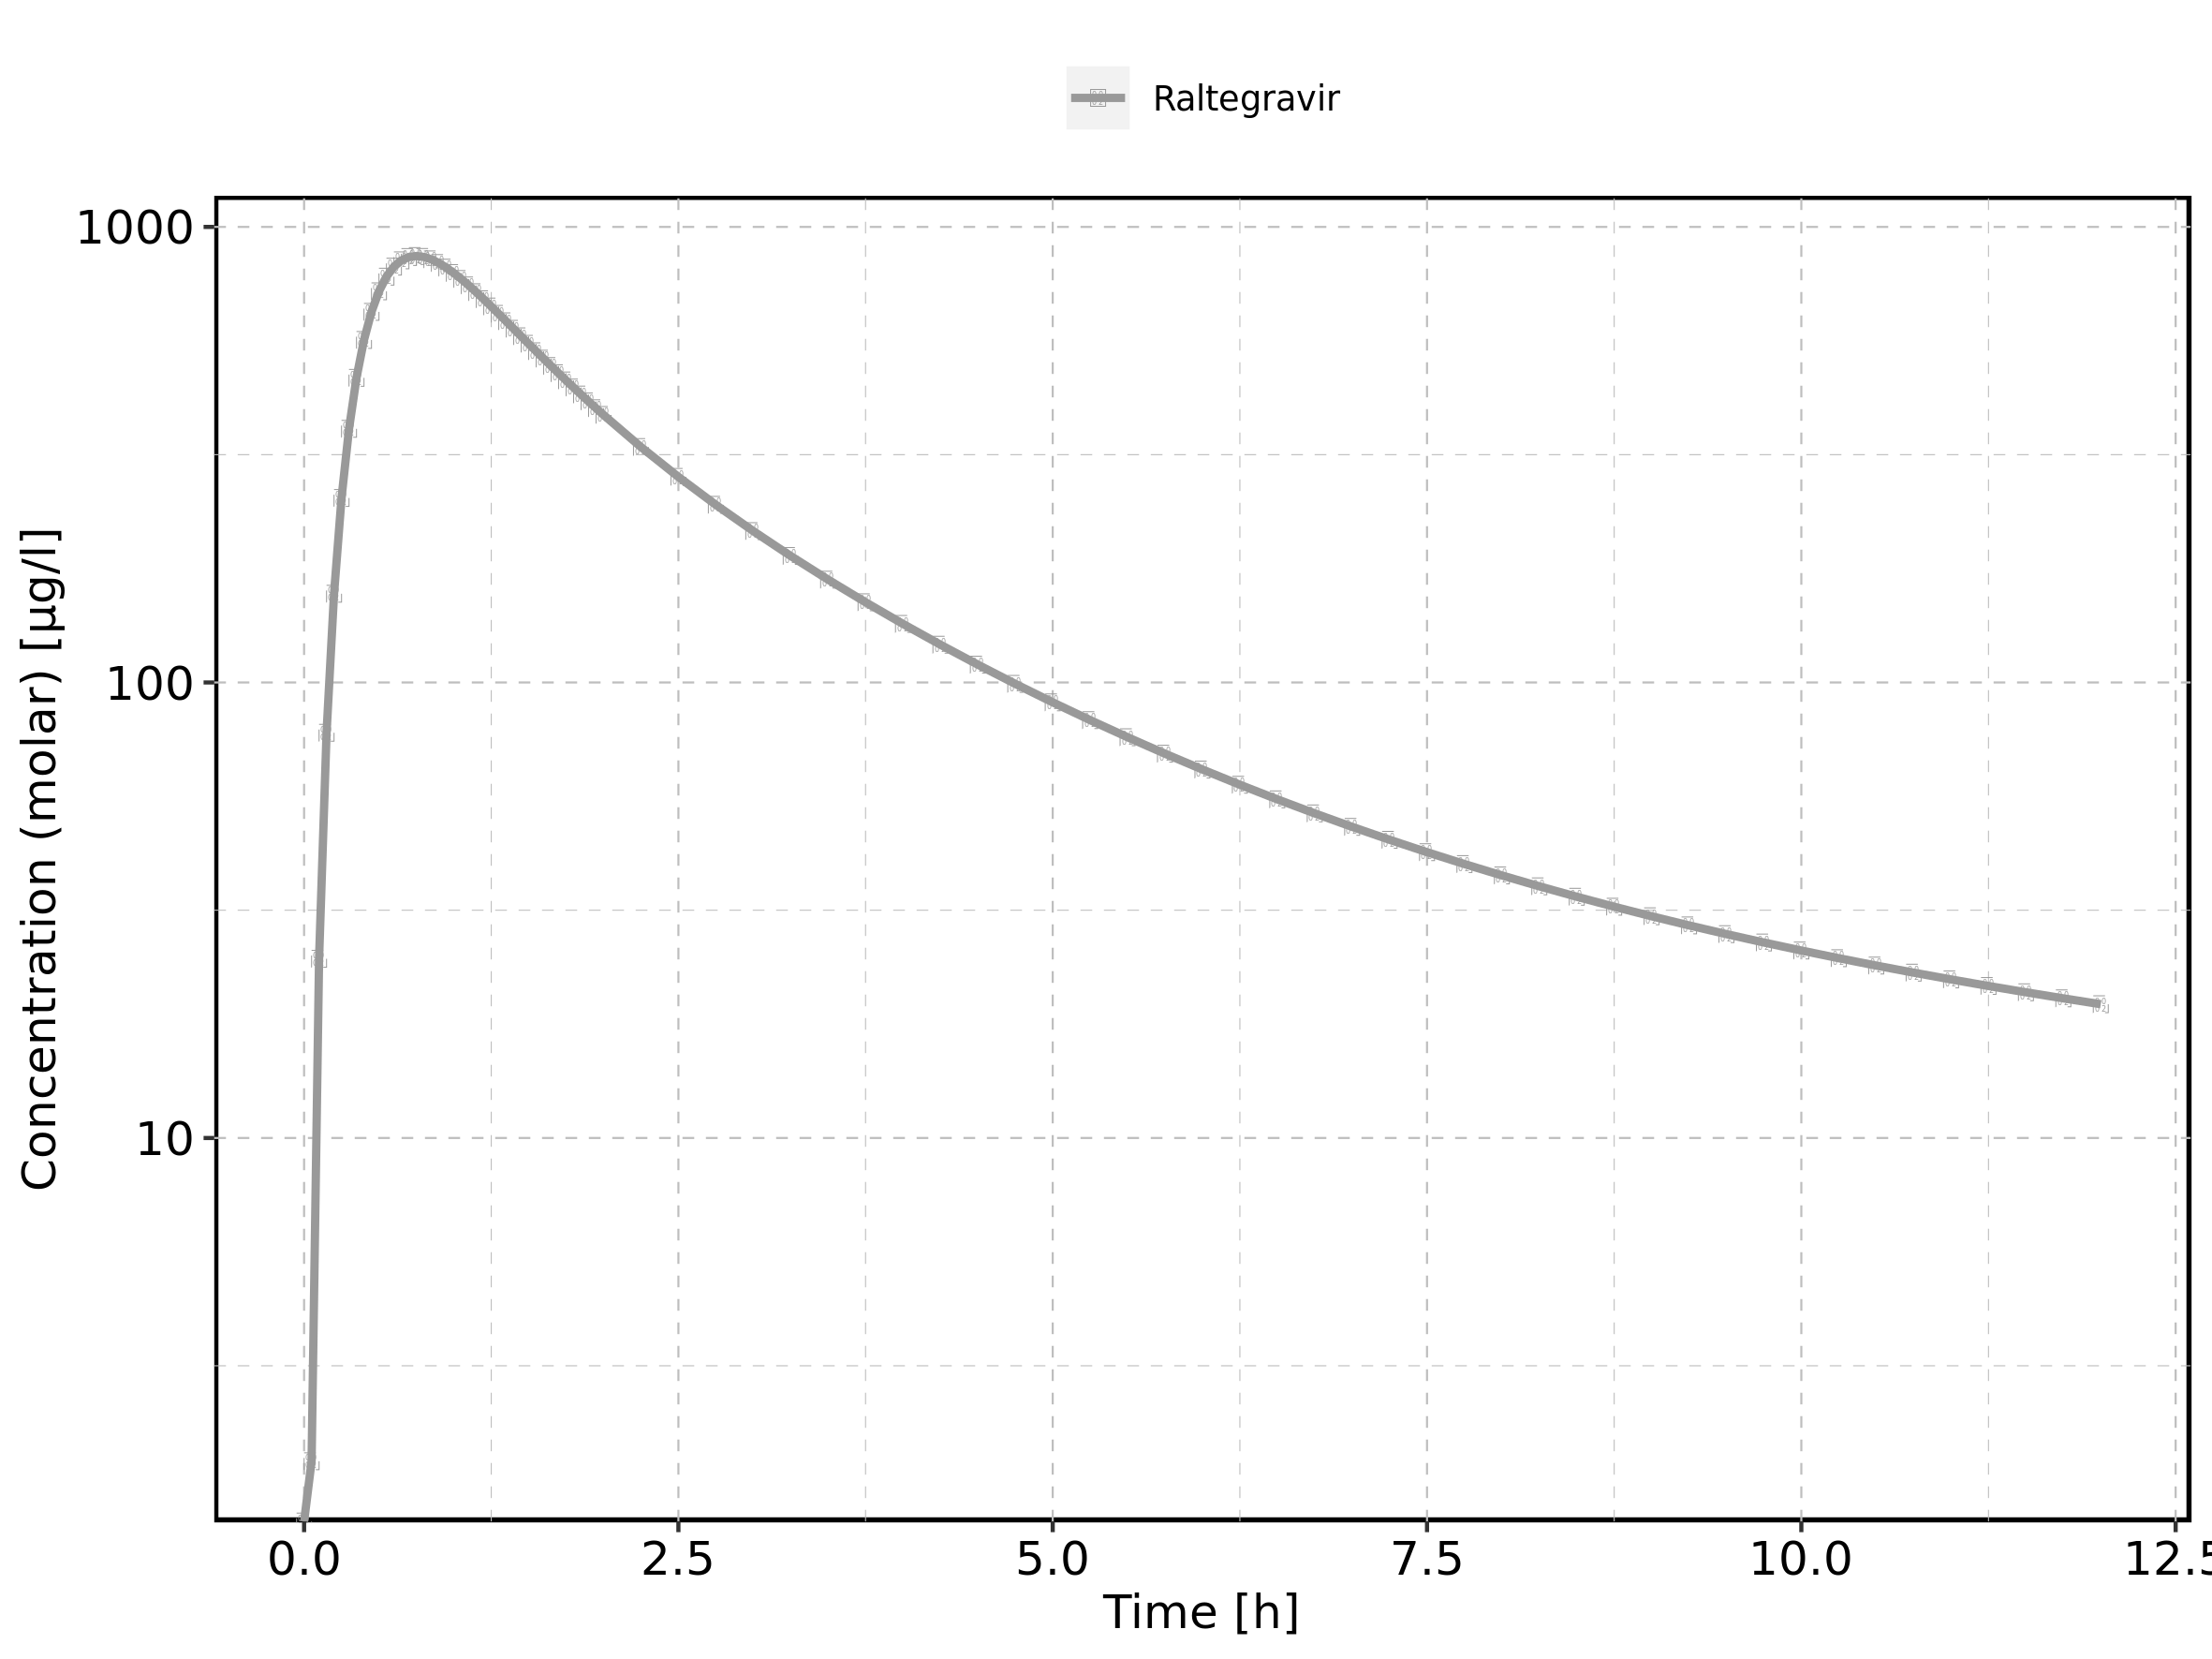 Raltegravir
1000
100
10
Concentration (molar) [µg/l]
0.0 2.5 5.0 7.5 10.0 12.5
Time [h]